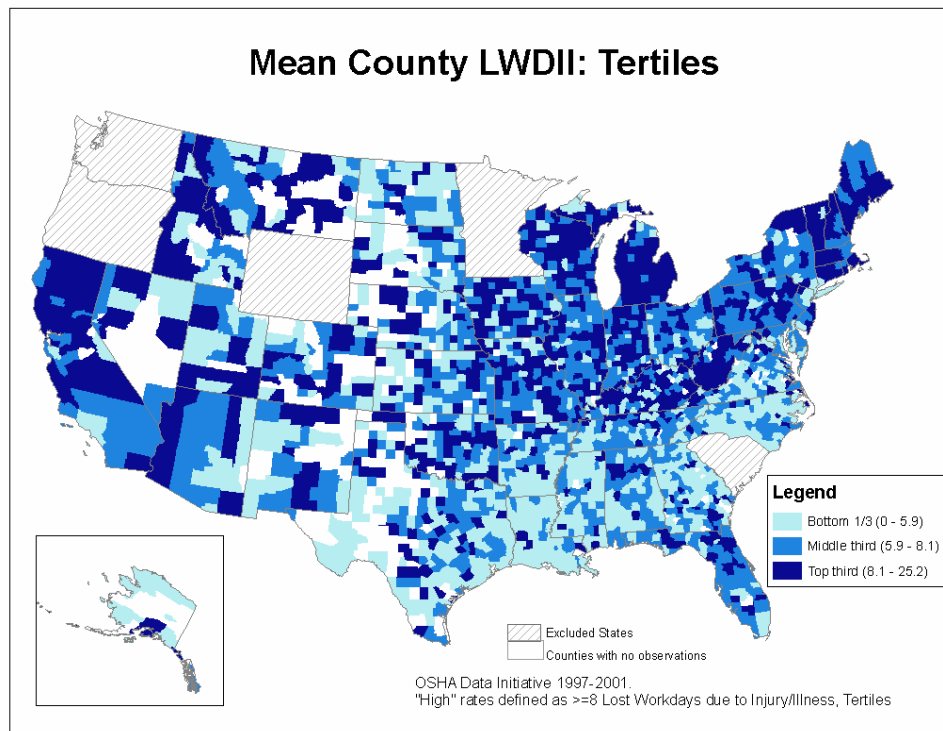 Mean County LWDII: Tertiles
Legend
Bottom 1/3 (0 - 5.9)
Middle third (5.9 - 8.1)
Top third (8.1 - 25.2)
Excluded States
Counties with no observations
OSHA Data Initiative 1997-2001.
"High" rates defined as >=8 Lost Workdays due to Injury/Illness, Tertiles